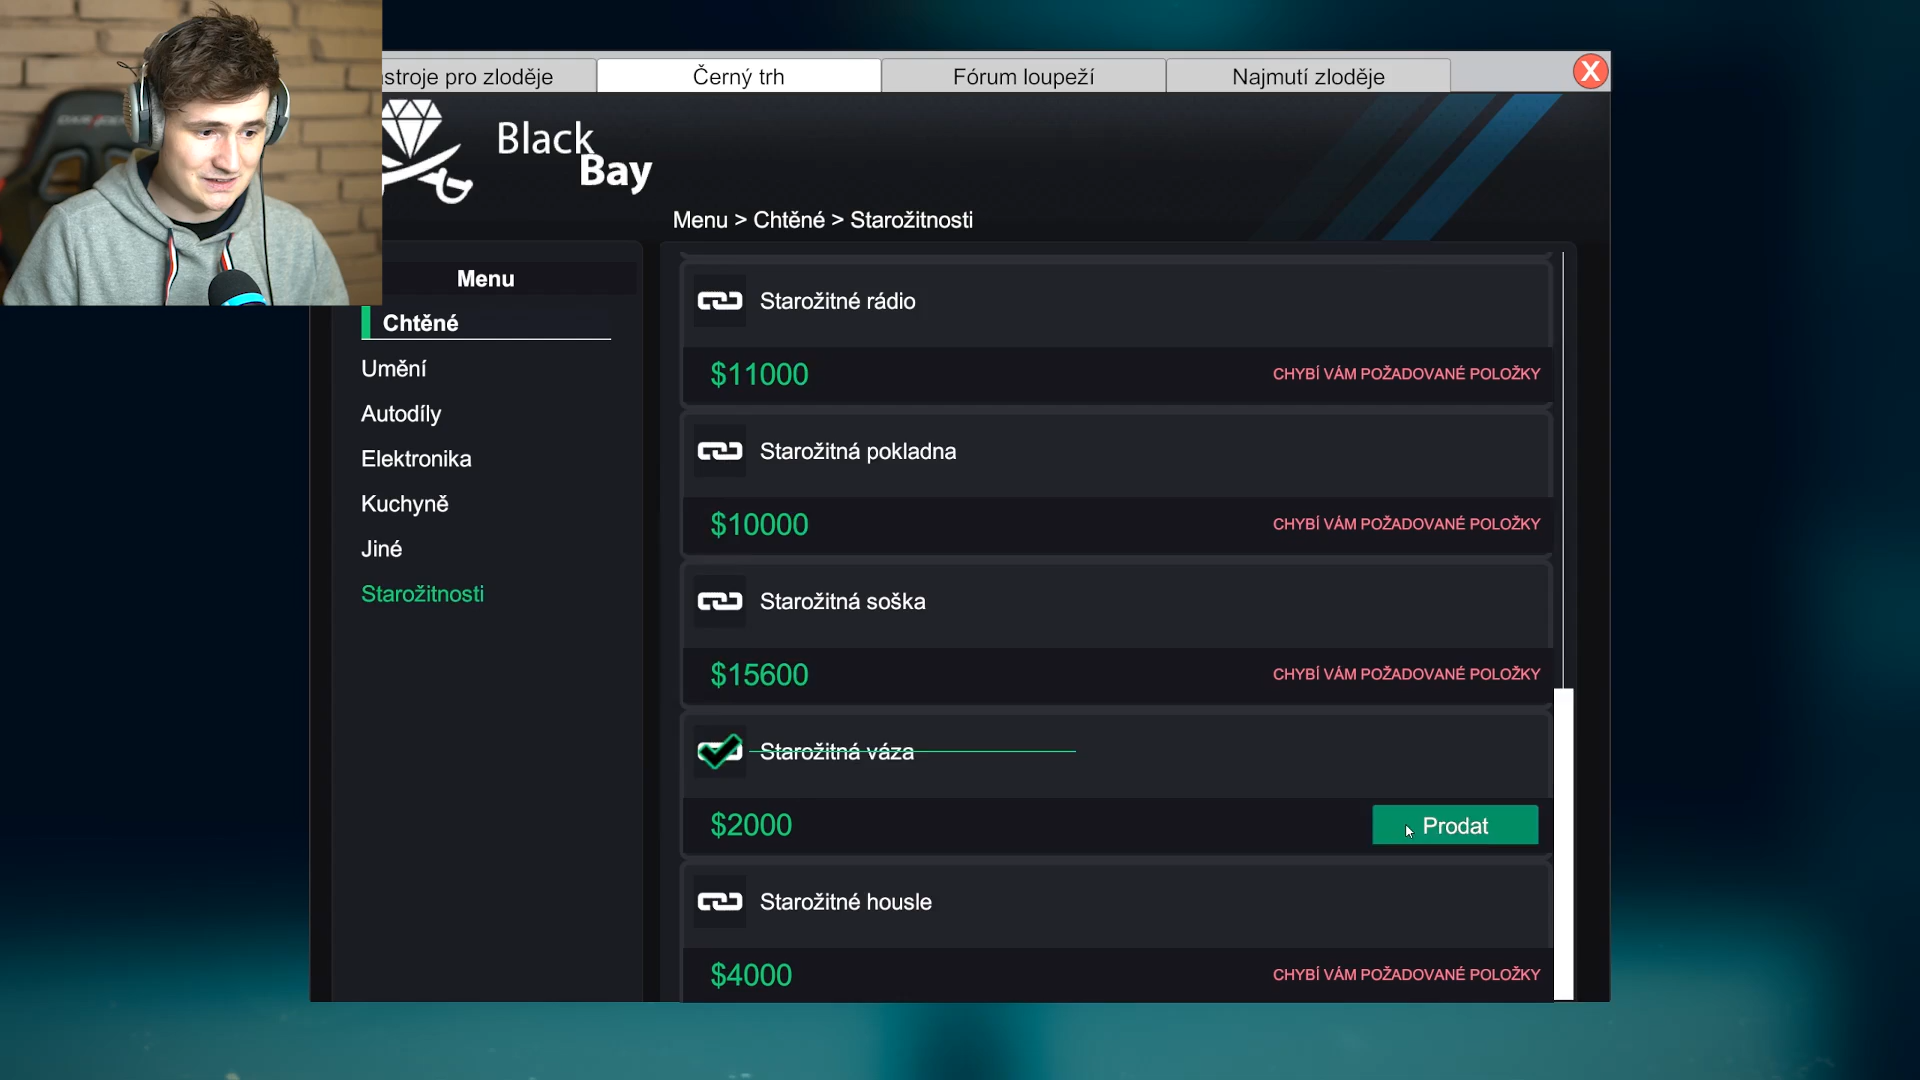 stroje pro zloděje
Černý trh
Fórum loupeží
Najmutí zloděje
X
Black
Bay
Menu > Chtěné > Starožitnosti
Menu
Chtěné
Umění
Autodíly
Elektronika
Kuchyně
Jiné
Starožitnosti
Starožitné rádio
$11000
CHYBÍ VÁM POŽADOVANÉ POLOŽKY
Starožitná pokladna
$10000
CHYBÍ VÁM POŽADOVANÉ POLOŽKY
Starožitná soška
$15600
CHYBÍ VÁM POŽADOVANÉ POLOŽKY
Starožitná váza
$2000
Prodat
Starožitné housle
$4000
CHYBÍ VÁM POŽADOVANÉ POLOŽKY